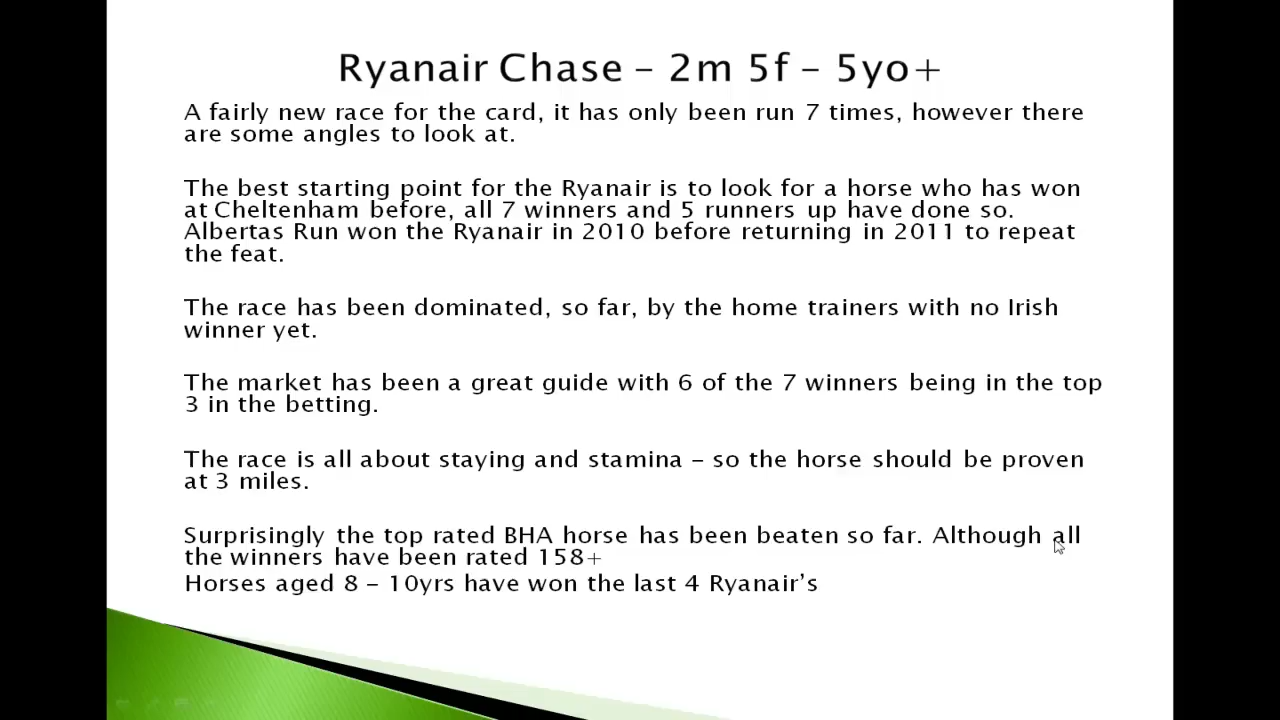 Ryanair Chase – 2m 5f – 5yo+
A fairly new race for the card, it has only been run 7 times, however there
are some angles to look at.
The best starting point for the Ryanair is to look for a horse who has won
at Cheltenham before, all 7 winners and 5 runners up have done so.
Albertas Run won the Ryanair in 2010 before returning in 2011 to repeat
the feat.
The race has been dominated, so far, by the home trainers with no Irish
winner yet.
The market has been a great guide with 6 of the 7 winners being in the top
3 in the betting.
The race is all about staying and stamina – so the horse should be proven
at 3 miles.
Surprisingly the top rated BHA horse has been beaten so far. Although all
the winners have been rated 158+
Horses aged 8 – 10yrs have won the last 4 Ryanair’s